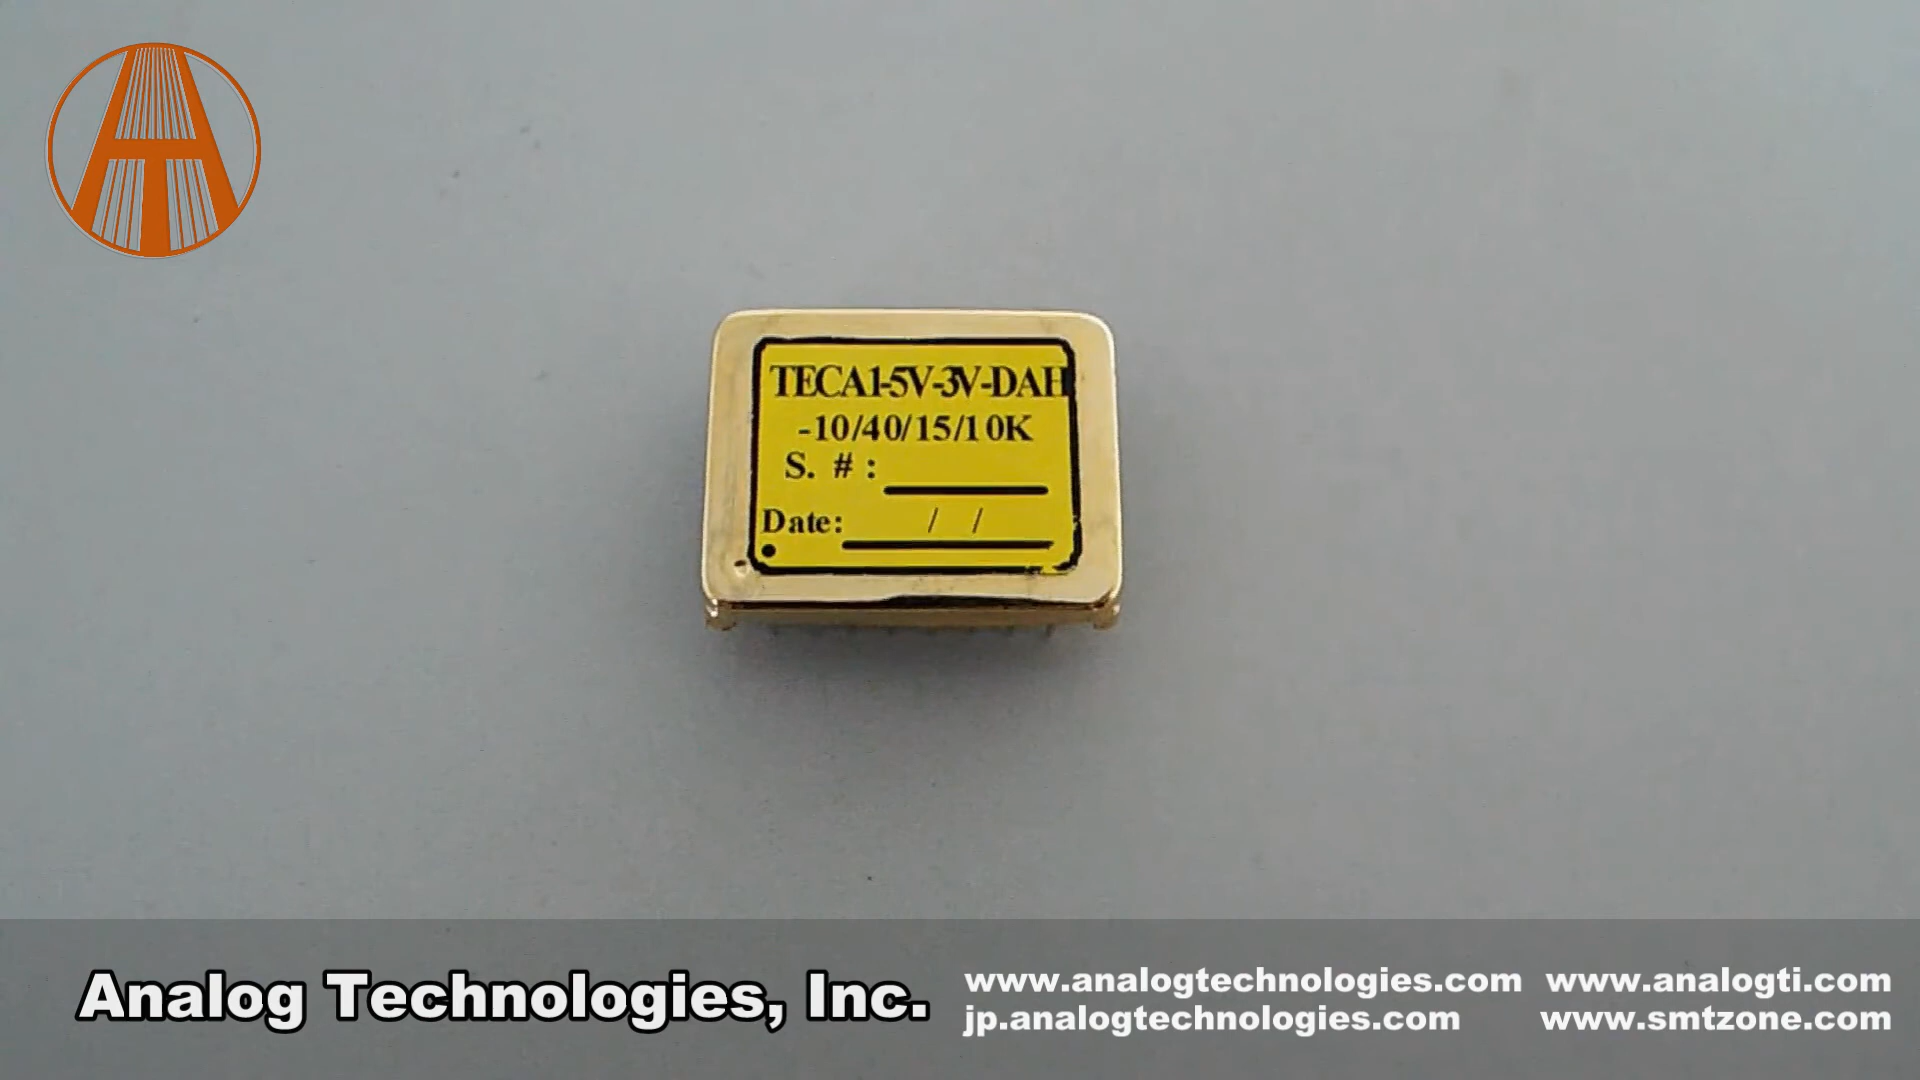 TECA1-5V-3V-DAH
-10/40/15/10K
S. # :
Date: / /
Analog Technologies, Inc.
www.analogtechnologies.com www.analogti.com
jp.analogtechnologies.com www.smtzone.com